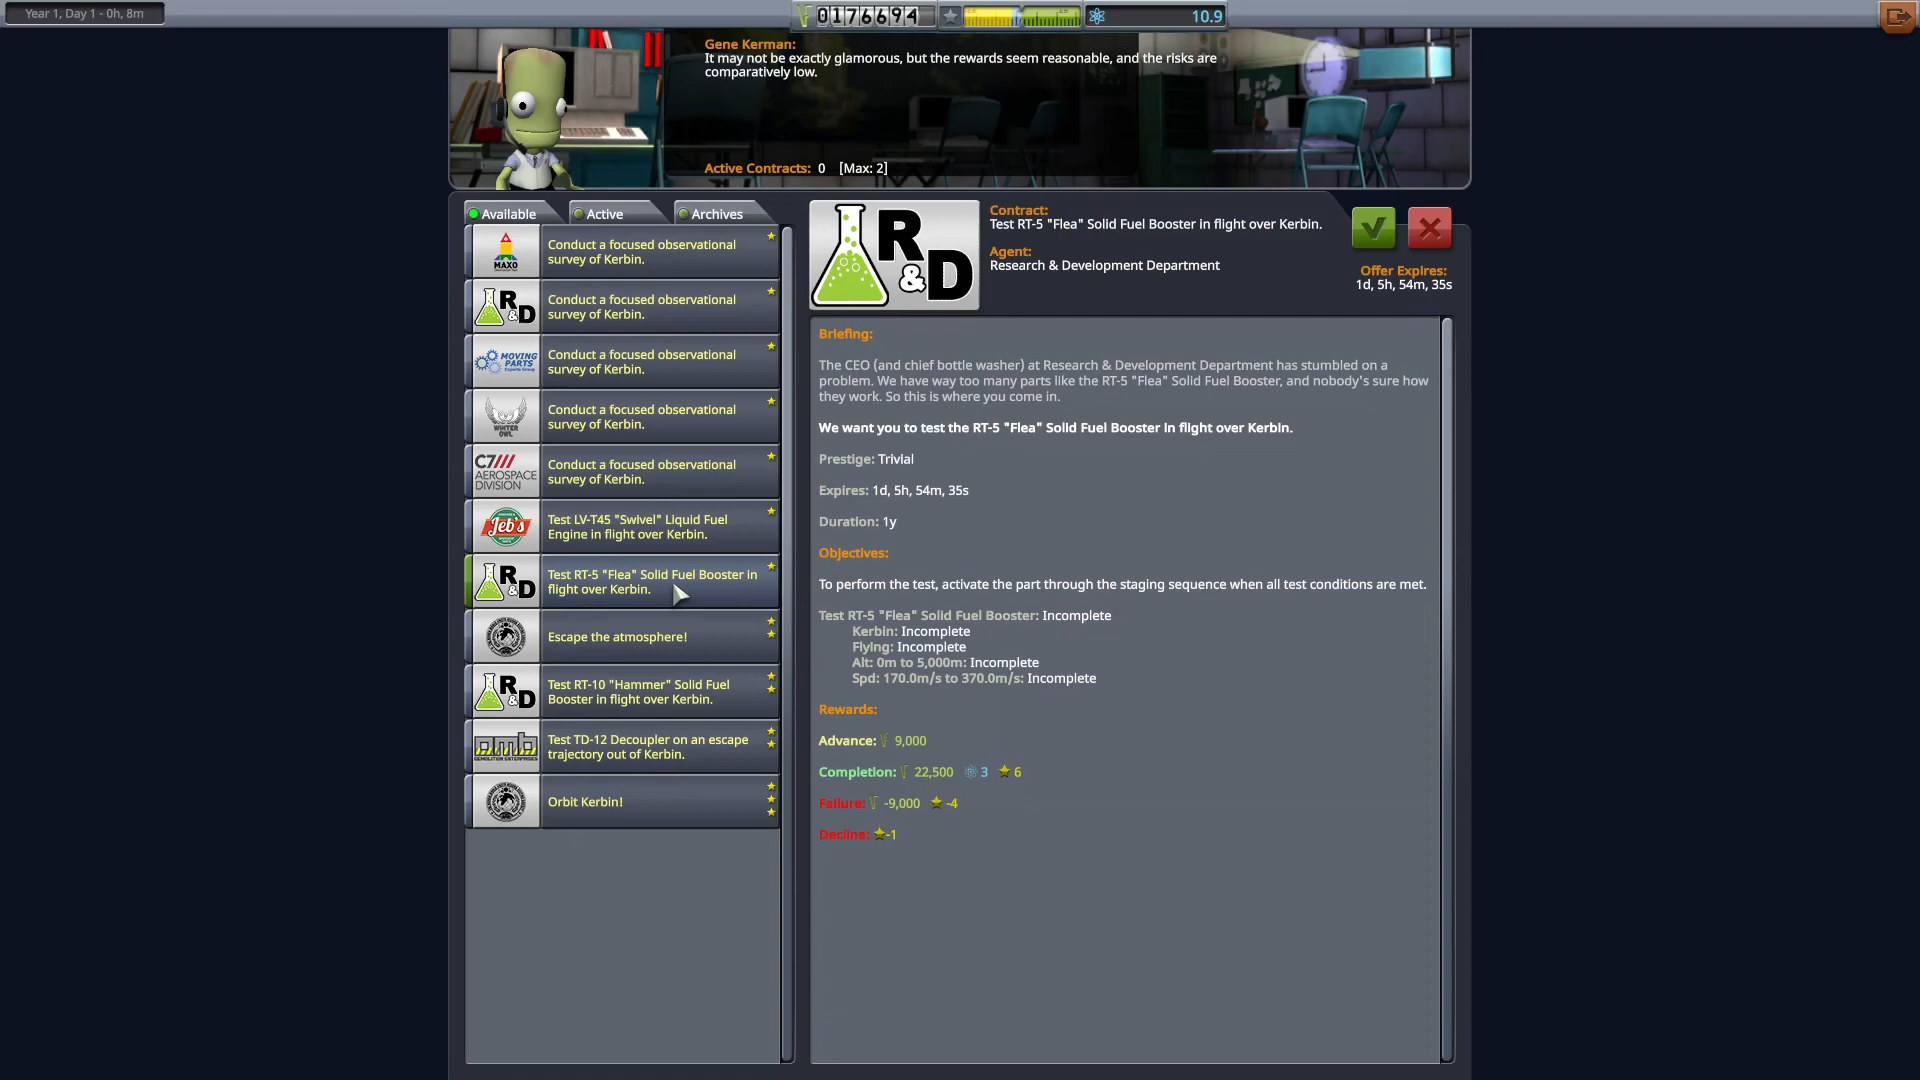 Year 1, Day 1 - 0h, 8m
0176694
10.9
Gene Kerman:
It may not be exactly glamorous, but the rewards seem reasonable, and the risks are
comparatively low.
Active Contracts: 0 [Max: 2]
Available
Active
Archives
MAXO
Conduct a focused observational
survey of Kerbin.
R&D
Conduct a focused observational
survey of Kerbin.
MOVING
PARTS
Experts Group
Conduct a focused observational
survey of Kerbin.
WINTER
OWL
Conduct a focused observational
survey of Kerbin.
C7///
AEROSPACE
DIVISION
Conduct a focused observational
survey of Kerbin.
Jeb's
Test LV-T45 "Swivel" Liquid Fuel
Engine in flight over Kerbin.
R&D
Test RT-5 "Flea" Solid Fuel Booster in
flight over Kerbin.
Escape the atmosphere!
R&D
Test RT-10 "Hammer" Solid Fuel
Booster in flight over Kerbin.
DEMOLITION ENTERPRISES
Test TD-12 Decoupler on an escape
trajectory out of Kerbin.
Orbit Kerbin!
R&D
Contract:
Test RT-5 "Flea" Solid Fuel Booster in flight over Kerbin.
Agent:
Research & Development Department
Offer Expires:
1d, 5h, 54m, 35s
Briefing:
The CEO (and chief bottle washer) at Research & Development Department has stumbled on a
problem. We have way too many parts like the RT-5 "Flea" Solid Fuel Booster, and nobody's sure how
they work. So this is where you come in.
We want you to test the RT-5 "Flea" Solid Fuel Booster in flight over Kerbin.
Prestige: Trivial
Expires: 1d, 5h, 54m, 35s
Duration: 1y
Objectives:
To perform the test, activate the part through the staging sequence when all test conditions are met.
Test RT-5 "Flea" Solid Fuel Booster: Incomplete
Kerbin: Incomplete
Flying: Incomplete
Alt: 0m to 5,000m: Incomplete
Spd: 170.0m/s to 370.0m/s: Incomplete
Rewards:
Advance: 9,000
Completion: 22,500 3 6
Failure: -9,000 -4
Decline: -1